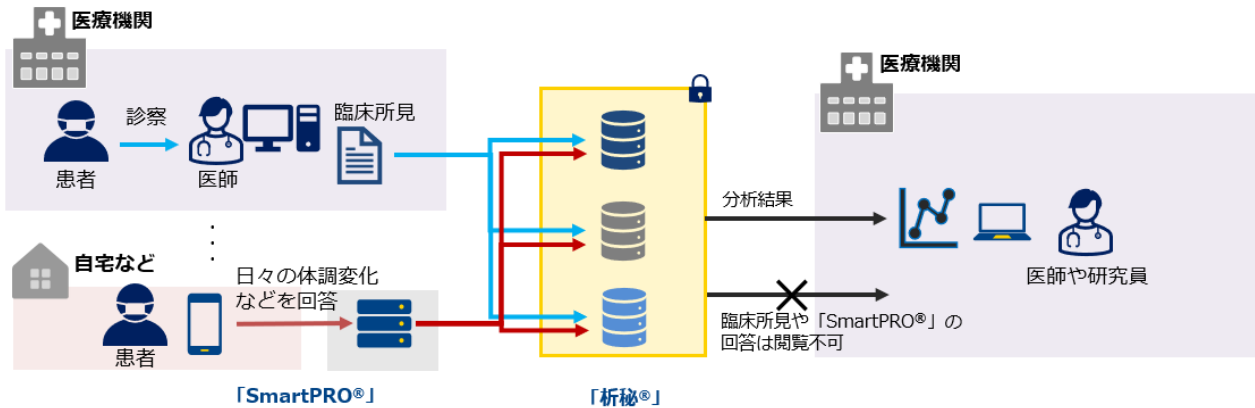 医療機関
診察
臨床所見
患者
医師
自宅など
日々の体調変化
などを回答
患者
「SmartPRO®」
「析秘®」
医療機関
分析結果
医師や研究員
臨床所見や「SmartPRO®」の
回答は閲覧不可